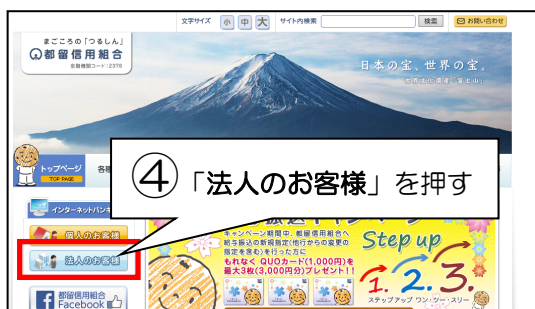 文字サイズ 小 中 大 サイト内検索 検索 お問い合わせ
まごころの「つるしん」
都留信用組合
金融機関コード:2378
日本の宝、世界の宝。
世界文化遺産「富士山」
トップページ
TOP PAGE
各種
④「法人のお客様」を押す
インターネットバンキ
個人のお客様
法人のお客様
都留信用組合
Facebook
振込キャンペーン
キャンペーン期間中、都留信用組合へ
給与振込の新規指定(他行からの変更の
指定を含む)を行った方に
もれなく QUOカード(1,000円)を
最大3枚(3,000円分)プレゼント!!
Step up
1. 2. 3.
ステップアップ ワン・ツー・スリー